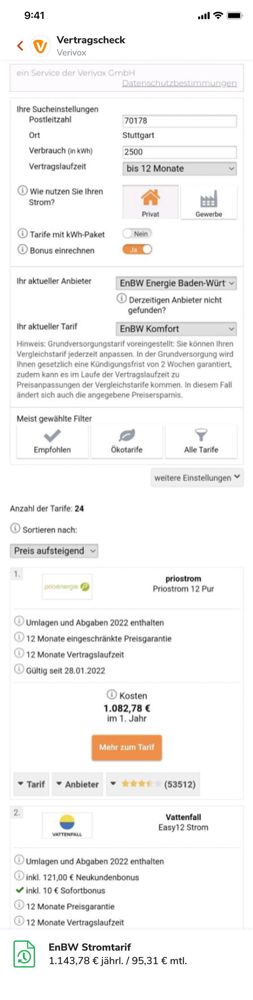 9:41
Vertragscheck
Verivox
ein Service der Verivox GmbH
Datenschutzbestimmungen
Ihre Sucheinstellungen
Postleitzahl
70178
Ort
Stuttgart
Verbrauch (in kWh)
2500
Vertragslaufzeit
bis 12 Monate
Wie nutzen Sie Ihren
Strom?
Privat
Gewerbe
Tarife mit kWh-Paket
Nein
Bonus einrechnen
Ja
Ihr aktueller Anbieter
EnBW Energie Baden-Würt
Derzeitigen Anbieter nicht
gefunden?
Ihr aktueller Tarif
EnBW Komfort
Hinweis: Grundversorgungstarif voreingestellt: Sie können Ihren
Vergleichstarif jederzeit anpassen. In der Grundversorgung wird
Ihnen gesetzlich eine Kündigungsfrist von 2 Wochen garantiert,
zudem kann es im Laufe der Vertragslaufzeit zu
Preisanpassungen der Vergleichstarife kommen. In diesem Fall
ändert sich auch die angegebene Preisersparnis.
Meist gewählte Filter
Empfohlen
Ökotarife
Alle Tarife
weitere Einstellungen
Anzahl der Tarife: 24
Sortieren nach:
Preis aufsteigend
1.
prioenergie
priostrom
Priostrom 12 Pur
Umlagen und Abgaben 2022 enthalten
12 Monate eingeschränkte Preisgarantie
12 Monate Vertragslaufzeit
Gültig seit 28.01.2022
Kosten
1.082,78 €
im 1. Jahr
Mehr zum Tarif
Tarif
Anbieter
(53512)
2.
VATTENFALL
Vattenfall
Easy12 Strom
Umlagen und Abgaben 2022 enthalten
inkl. 121,00 € Neukundenbonus
inkl. 10 € Sofortbonus
12 Monate Preisgarantie
12 Monate Vertragslaufzeit
EnBW Stromtarif
1.143,78 € jährl. / 95,31 € mtl.